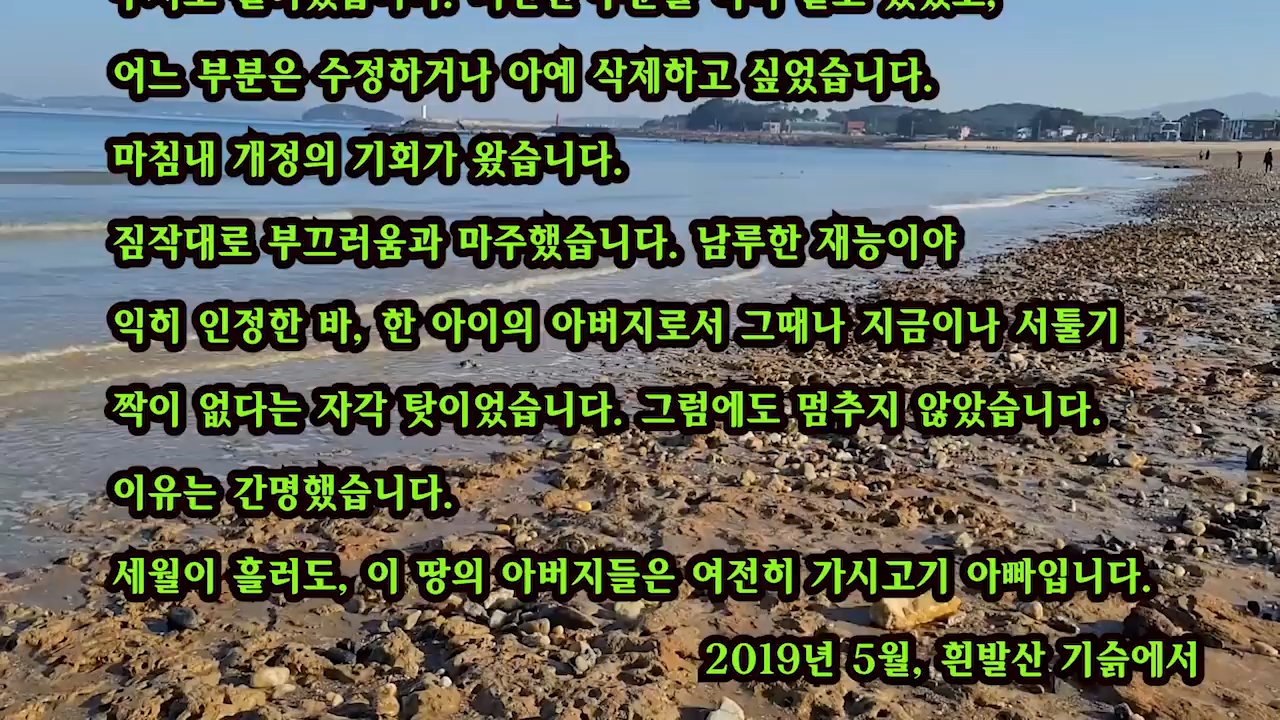 어느 부분은 수정하거나 아예 삭제하고 싶었습니다.
마침내 개정의 기회가 왔습니다.
짐작대로 부끄러움과 마주했습니다. 남루한 재능이야
익히 인정한 바, 한 아이의 아버지로서 그때나 지금이나 서툴기
짝이 없다는 자각 탓이었습니다. 그럼에도 멈추지 않았습니다.
이유는 간명했습니다.
세월이 흘러도, 이 땅의 아버지들은 여전히 가시고기 아빠입니다.
2019년 5월, 흰발산 기슭에서